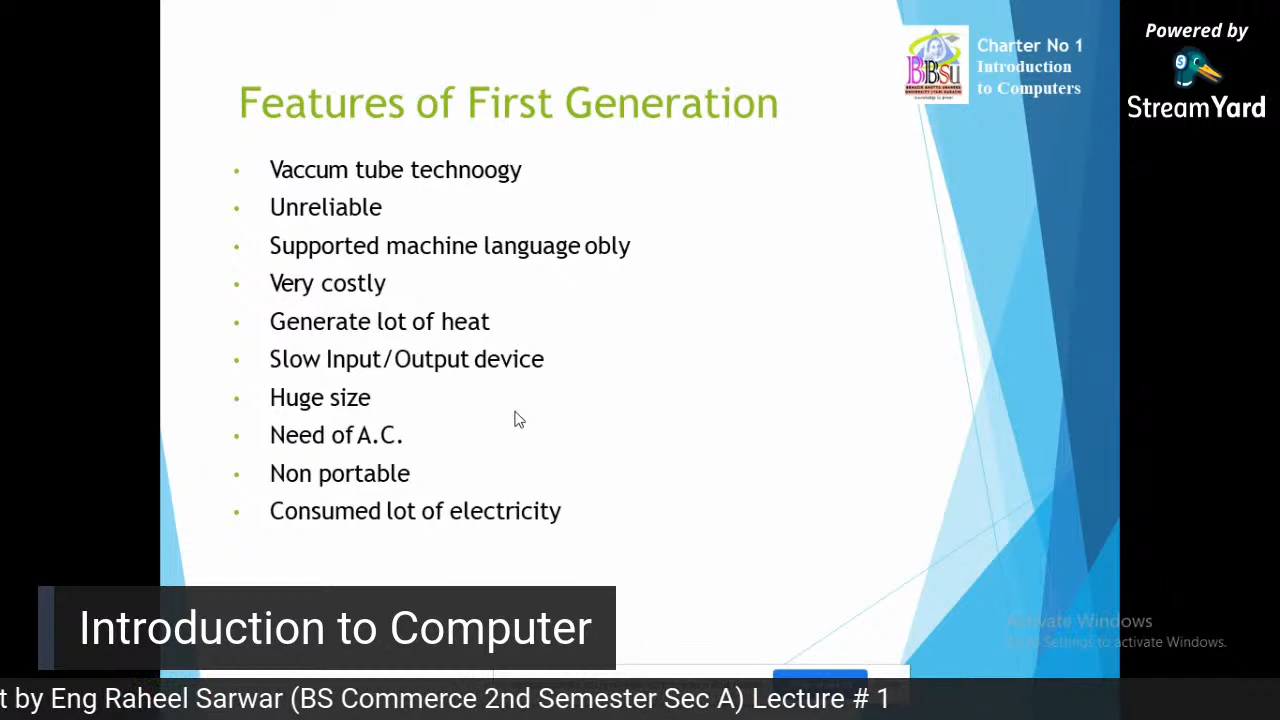 Powered by
StreamYard
Charter No 1
Introduction
to Computers
BBSU
Features of First Generation
• Vaccum tube technoogy
• Unreliable
• Supported machine language obly
• Very costly
• Generate lot of heat
• Slow Input/Output device
• Huge size
• Need of A.C.
• Non portable
• Consumed lot of electricity
Activate Windows
Go to Settings to activate Windows.
Introduction to Computer
t by Eng Raheel Sarwar (BS Commerce 2nd Semester Sec A) Lecture # 1